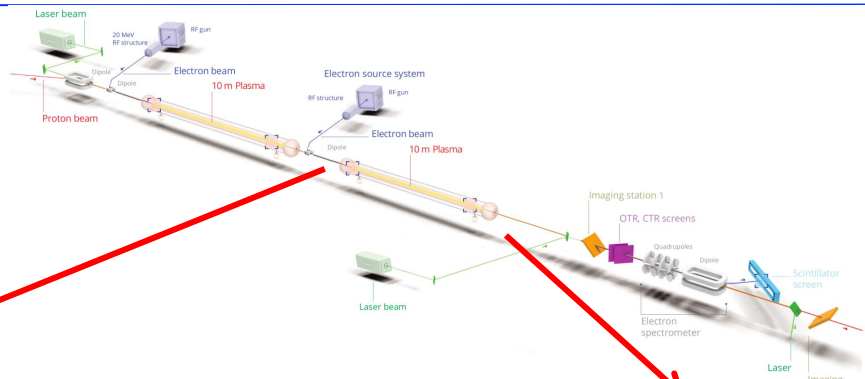 Laser beam
20 MeV
RF structure
RF gun
Dipole
Dipole
Electron beam
10 m Plasma
Proton beam
Electron source system
RF structure
RF gun
Electron beam
Dipole
10 m Plasma
Imaging station 1
OTR, CTR screens
Quadrupoles
Dipole
Scintillator
screen
Laser beam
Electron
spectrometer
Laser
Imaging